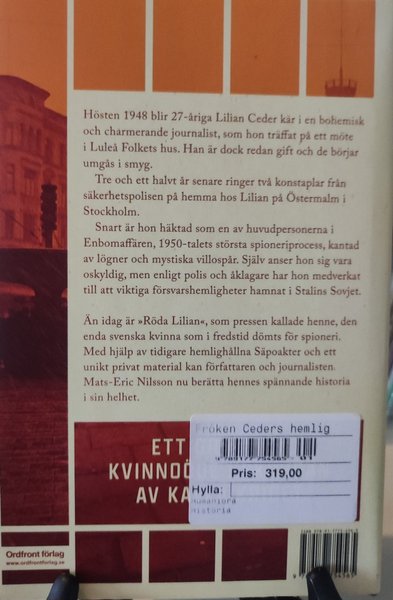 Hösten 1948 blir 27-åriga Lilian Ceder kär i en bohemisk
och charmerande journalist, som hon träffat på ett möte
i Luleå Folkets hus. Han är dock redan gift och de börjar
umgås i smyg.
Tre och ett halvt år senare ringer två konstaplar från
säkerhetspolisen på hemma hos Lilian på Östermalm i
Stockholm.
Snart är hon häktad som en av huvudpersonerna i
Enbomaffären, 1950-talets största spioneriprocess, kantad
av lögner och mystiska villospår. Själv anser hon sig vara
oskyldig, men enligt polis och åklagare har hon medverkat
till att viktiga försvarshemligheter hamnat i Stalins Sovjet.
Än idag är »Röda Lilian«, som pressen kallade henne, den
enda svenska kvinna som i fredstid dömts för spioneri.
Med hjälp av tidigare hemlighållna Säpoakter och ett
unikt privat material kan författaren och journalisten
Mats-Eric Nilsson nu berätta hennes spännande historia
i sin helhet.
Fröken Ceders hemlig
9789177754565 01
Pris: 319,00
Hylla:
Humaniora
Historia
ETT
KVINNOÖ
AV KA
Ordfront förlag
www.ordfrontforlag.se